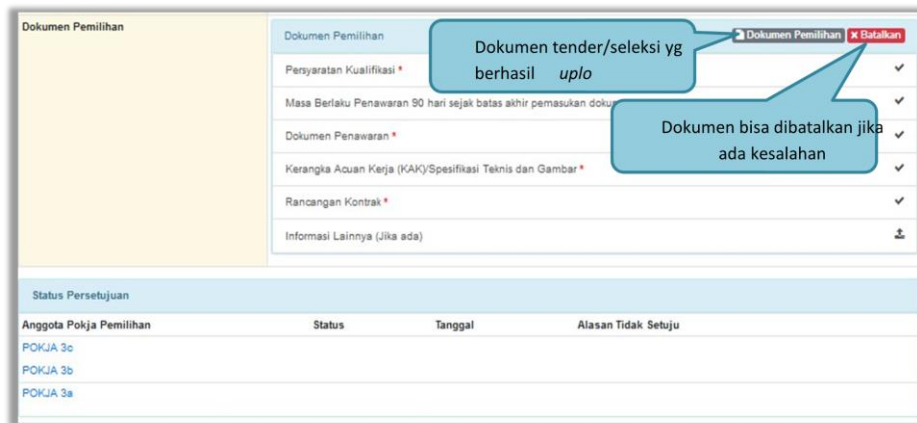 Dokumen Pemilihan
Dokumen Pemilihan
Dokumen Pemilihan
Batalkan
Dokumen tender/seleksi yg
berhasil uplo
Persyaratan Kualifikasi *
Masa Berlaku Penawaran 90 hari sejak batas akhir pemasukan
Dokumen bisa dibatalkan jika
ada kesalahan
Dokumen Penawaran *
Kerangka Acuan Kerja (KAK)/Spesifikasi Teknis dan Gambar *
Rancangan Kontrak *
Informasi Lainnya (Jika ada)
Status Persetujuan
Anggota Pokja Pemilihan Status Tanggal Alasan Tidak Setuju
POKJA 3c
POKJA 3b
POKJA 3a